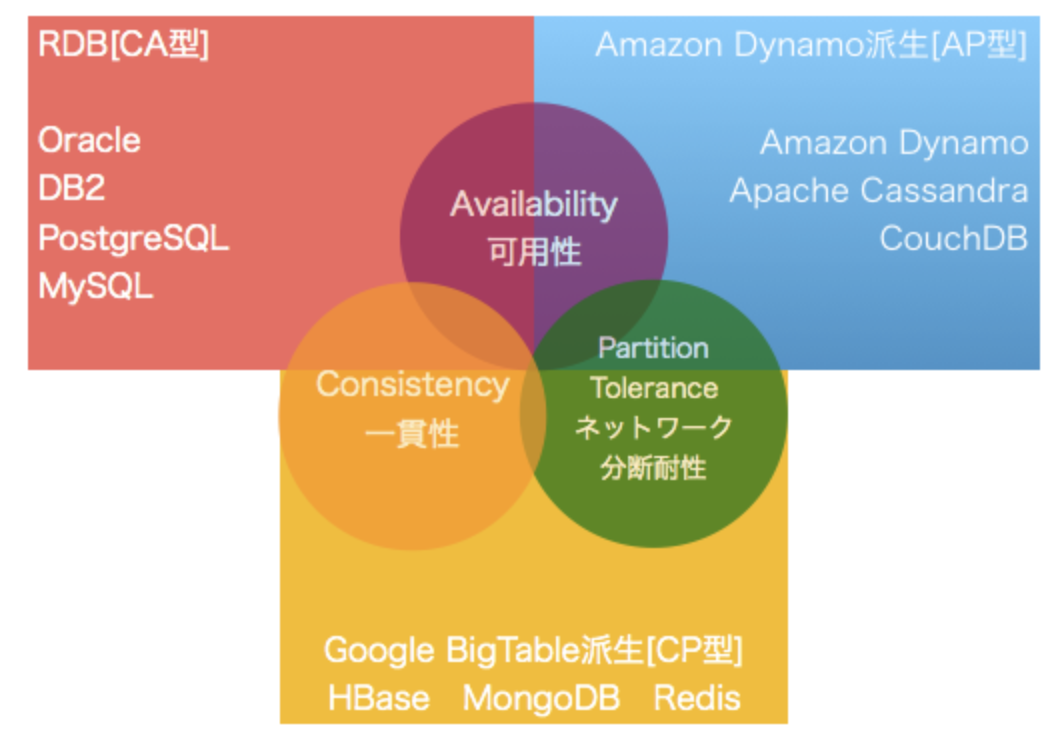 RDB[CA型]
Oracle
DB2
PostgreSQL
MySQL
Amazon Dynamo派生[AP型]
Amazon Dynamo
Apache Cassandra
CouchDB
Availability
可用性
Consistency
一貫性
Partition
Tolerance
ネットワーク
分断耐性
Google BigTable派生[CP型]
HBase MongoDB Redis